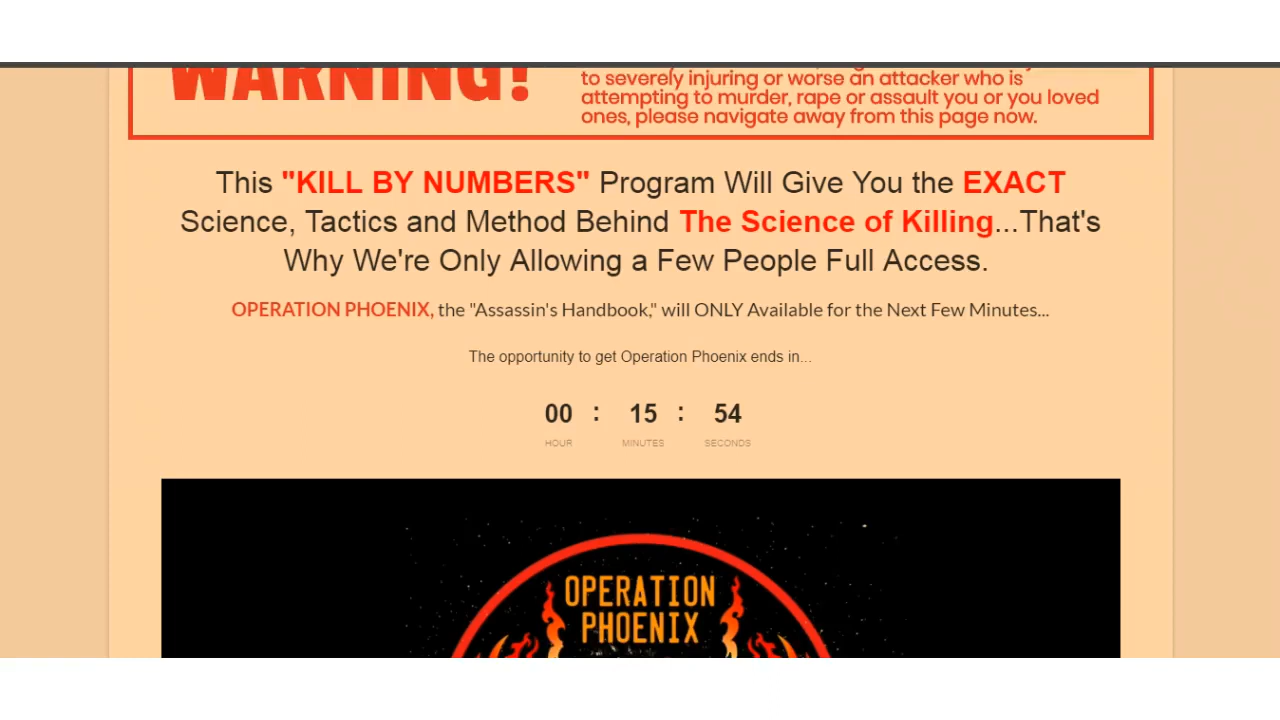 WARNING!
to severely injuring or worse an attacker who is
attempting to murder, rape or assault you or you loved
ones, please navigate away from this page now.
This "KILL BY NUMBERS" Program Will Give You the EXACT
Science, Tactics and Method Behind The Science of Killing...That's
Why We're Only Allowing a Few People Full Access.
OPERATION PHOENIX, the "Assassin's Handbook," will ONLY Available for the Next Few Minutes...
The opportunity to get Operation Phoenix ends in...
00 : 15 : 54
HOUR MINUTES SECONDS
OPERATION
PHOENIX